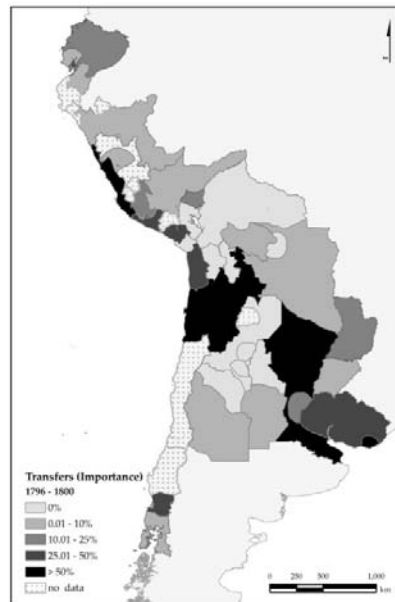 Transfers (Importance)
1796 - 1800
0%
0.01 - 10%
10.01 - 25%
25.01 - 50%
> 50%
no data
0 250 500 1,000
km